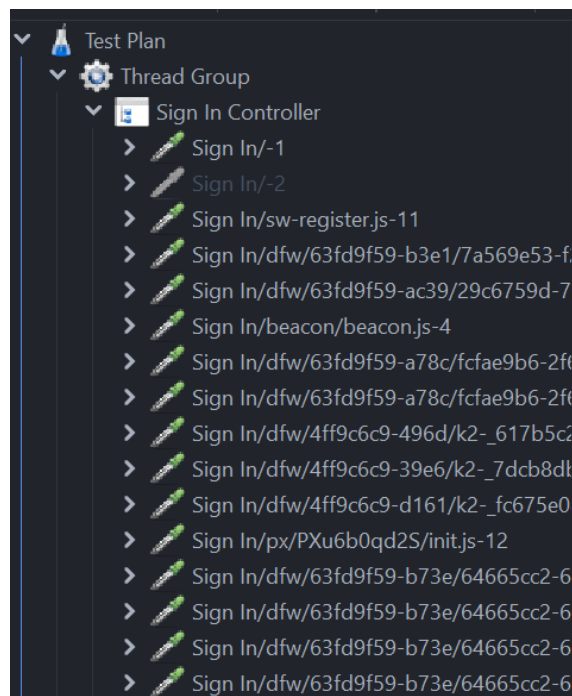 Test Plan
Thread Group
Sign In Controller
Sign In/-1
Sign In/-2
Sign In/sw-register.js-11
Sign In/dfw/63fd9f59-b3e1/7a569e53-f
Sign In/dfw/63fd9f59-ac39/29c6759d-7
Sign In/beacon/beacon.js-4
Sign In/dfw/63fd9f59-a78c/fcfae9b6-2f6
Sign In/dfw/63fd9f59-a78c/fcfae9b6-2f6
Sign In/dfw/4ff9c6c9-496d/k2-_617b5c2
Sign In/dfw/4ff9c6c9-39e6/k2-_7dcb8db
Sign In/dfw/4ff9c6c9-d161/k2-_fc675e0
Sign In/px/PXu6b0qd2S/init.js-12
Sign In/dfw/63fd9f59-b73e/64665cc2-6
Sign In/dfw/63fd9f59-b73e/64665cc2-6
Sign In/dfw/63fd9f59-b73e/64665cc2-6
Sign In/dfw/63fd9f59-b73e/64665cc2-6